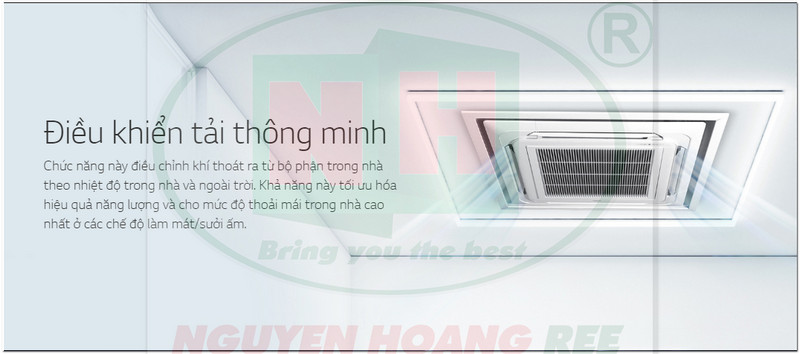 ®
NH
Điều khiển tải thông minh
Chức năng này điều chỉnh khí thoát ra từ bộ phận trong nhà
theo nhiệt độ trong nhà và ngoài trời. Khả năng này tối ưu hóa
hiệu quả năng lượng và cho mức độ thoải mái trong nhà cao
nhất ở các chế độ làm mát/sưởi ấm.
Bring you the best
NGUYEN HOANG REE